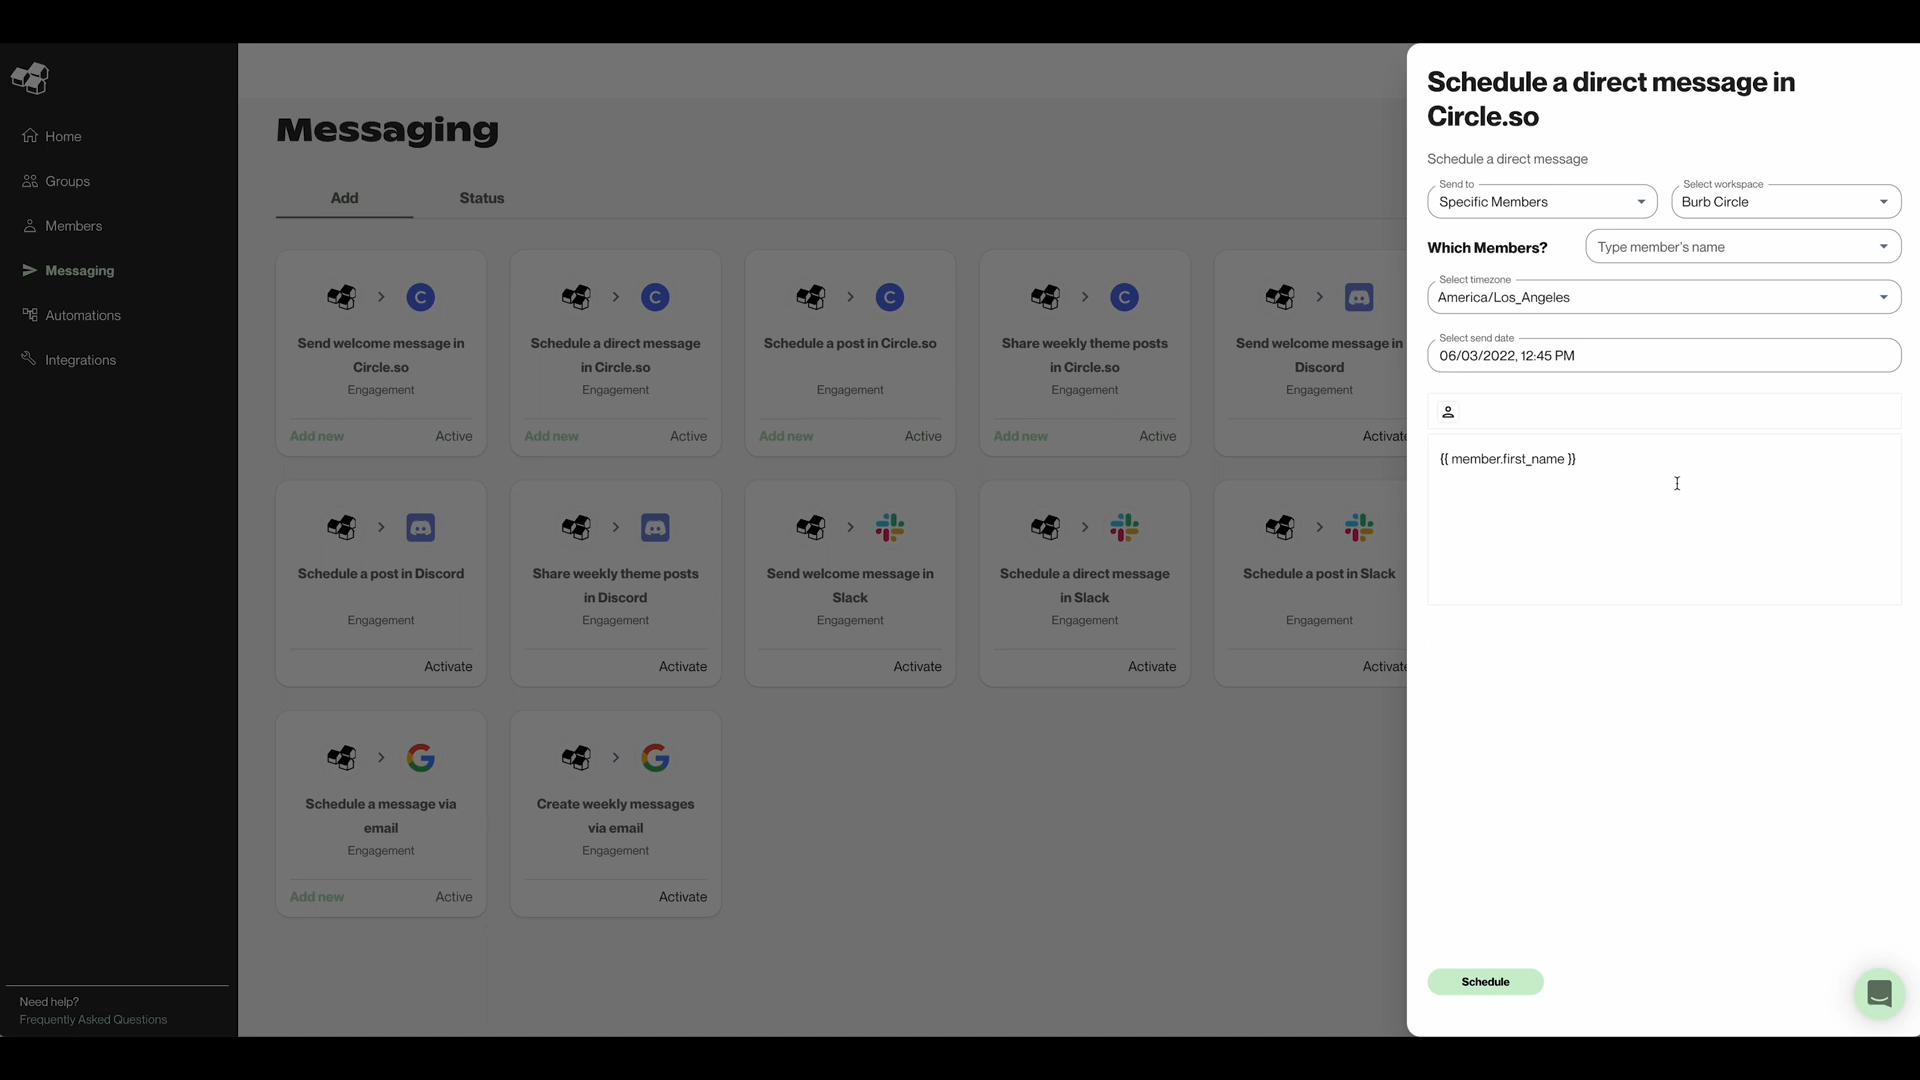 Home
Groups
Members
Messaging
Automations
Integrations
Need help?
Frequently Asked Questions
Messaging
Add
Status
C
Send welcome message in
Circle.so
Engagement
Add new
Active
C
Schedule a direct message
in Circle.so
Engagement
Add new
Active
C
Schedule a post in Circle.so
Engagement
Add new
Active
C
Share weekly theme posts
in Circle.so
Engagement
Add new
Active
Send welcome message in
Discord
Engagement
Activate
Schedule a post in Discord
Engagement
Activate
Share weekly theme posts
in Discord
Engagement
Activate
Send welcome message in
Slack
Engagement
Activate
Schedule a direct message
in Slack
Engagement
Activate
Schedule a post in Slack
Engagement
Activate
Schedule a message via
email
Engagement
Add new
Active
Create weekly messages
via email
Engagement
Activate
Schedule a direct message in
Circle.so
Schedule a direct message
Send to
Specific Members
Select workspace
Burb Circle
Which Members?
Type member's name
Select timezone
America/Los_Angeles
Select send date
06/03/2022, 12:45 PM
{{ member.first_name }}
Schedule